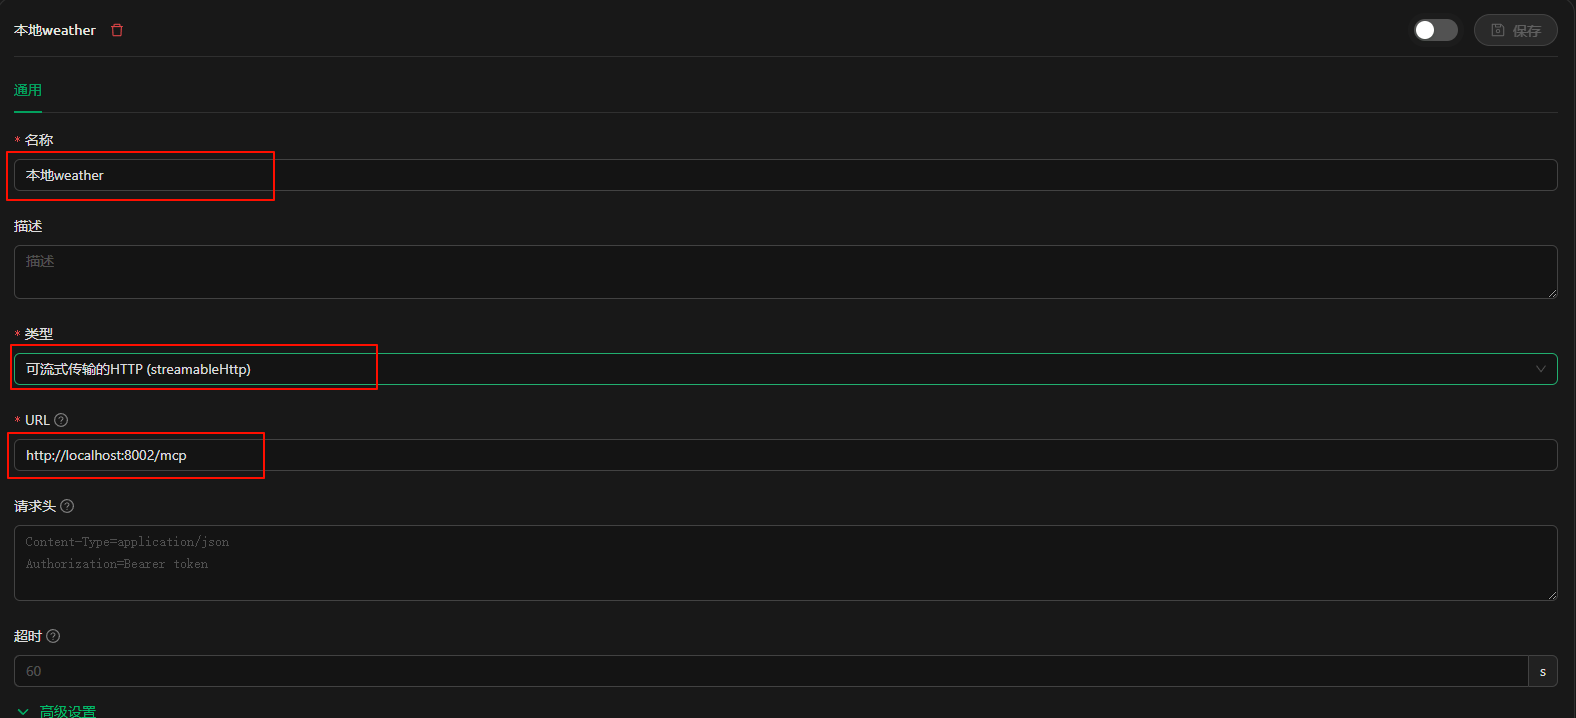 本地weather
保存
通用
* 名称
本地weather
描述
描述
* 类型
可流式传输的HTTP (streamableHttp)
* URL ?
http://localhost:8002/mcp
请求头 ?
Content-Type=application/json
Authorization=Bearer token
超时 ?
60
s
高级设置